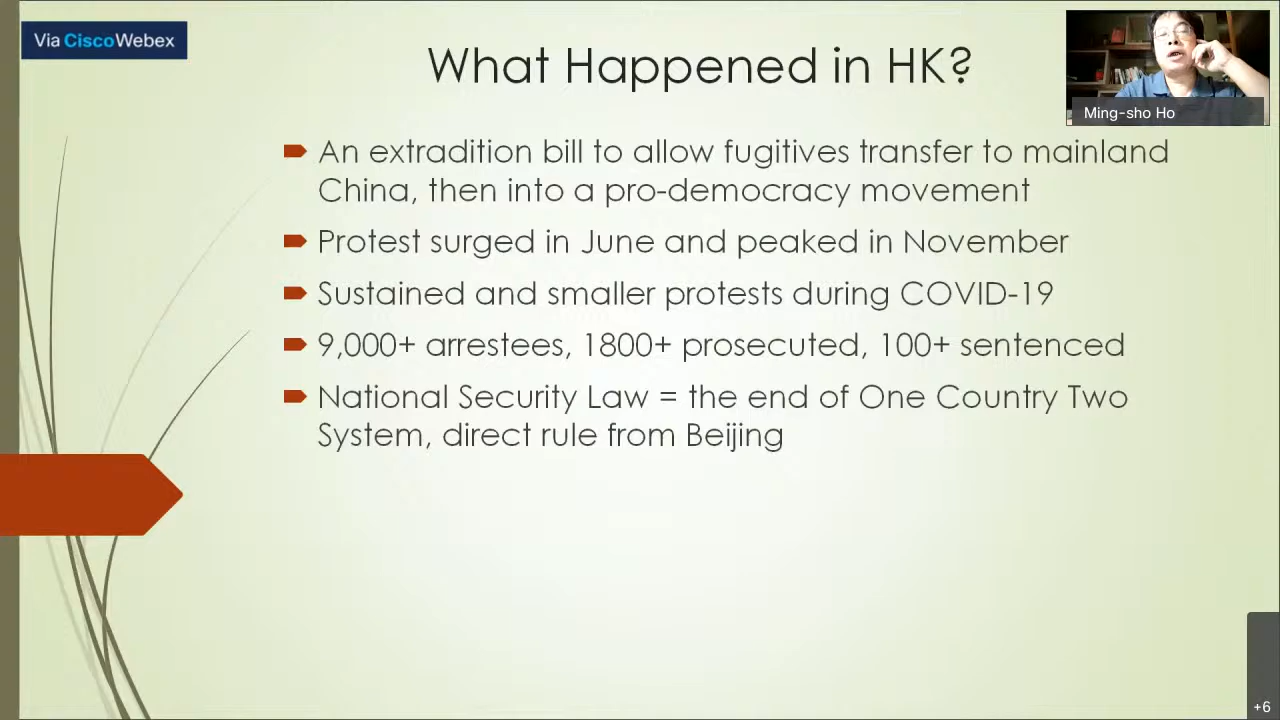 Via CiscoWebex
What Happened in HK?
Ming-sho Ho
An extradition bill to allow fugitives transfer to mainland
China, then into a pro-democracy movement
Protest surged in June and peaked in November
Sustained and smaller protests during COVID-19
9,000+ arrestees, 1800+ prosecuted, 100+ sentenced
National Security Law = the end of One Country Two
System, direct rule from Beijing
+6